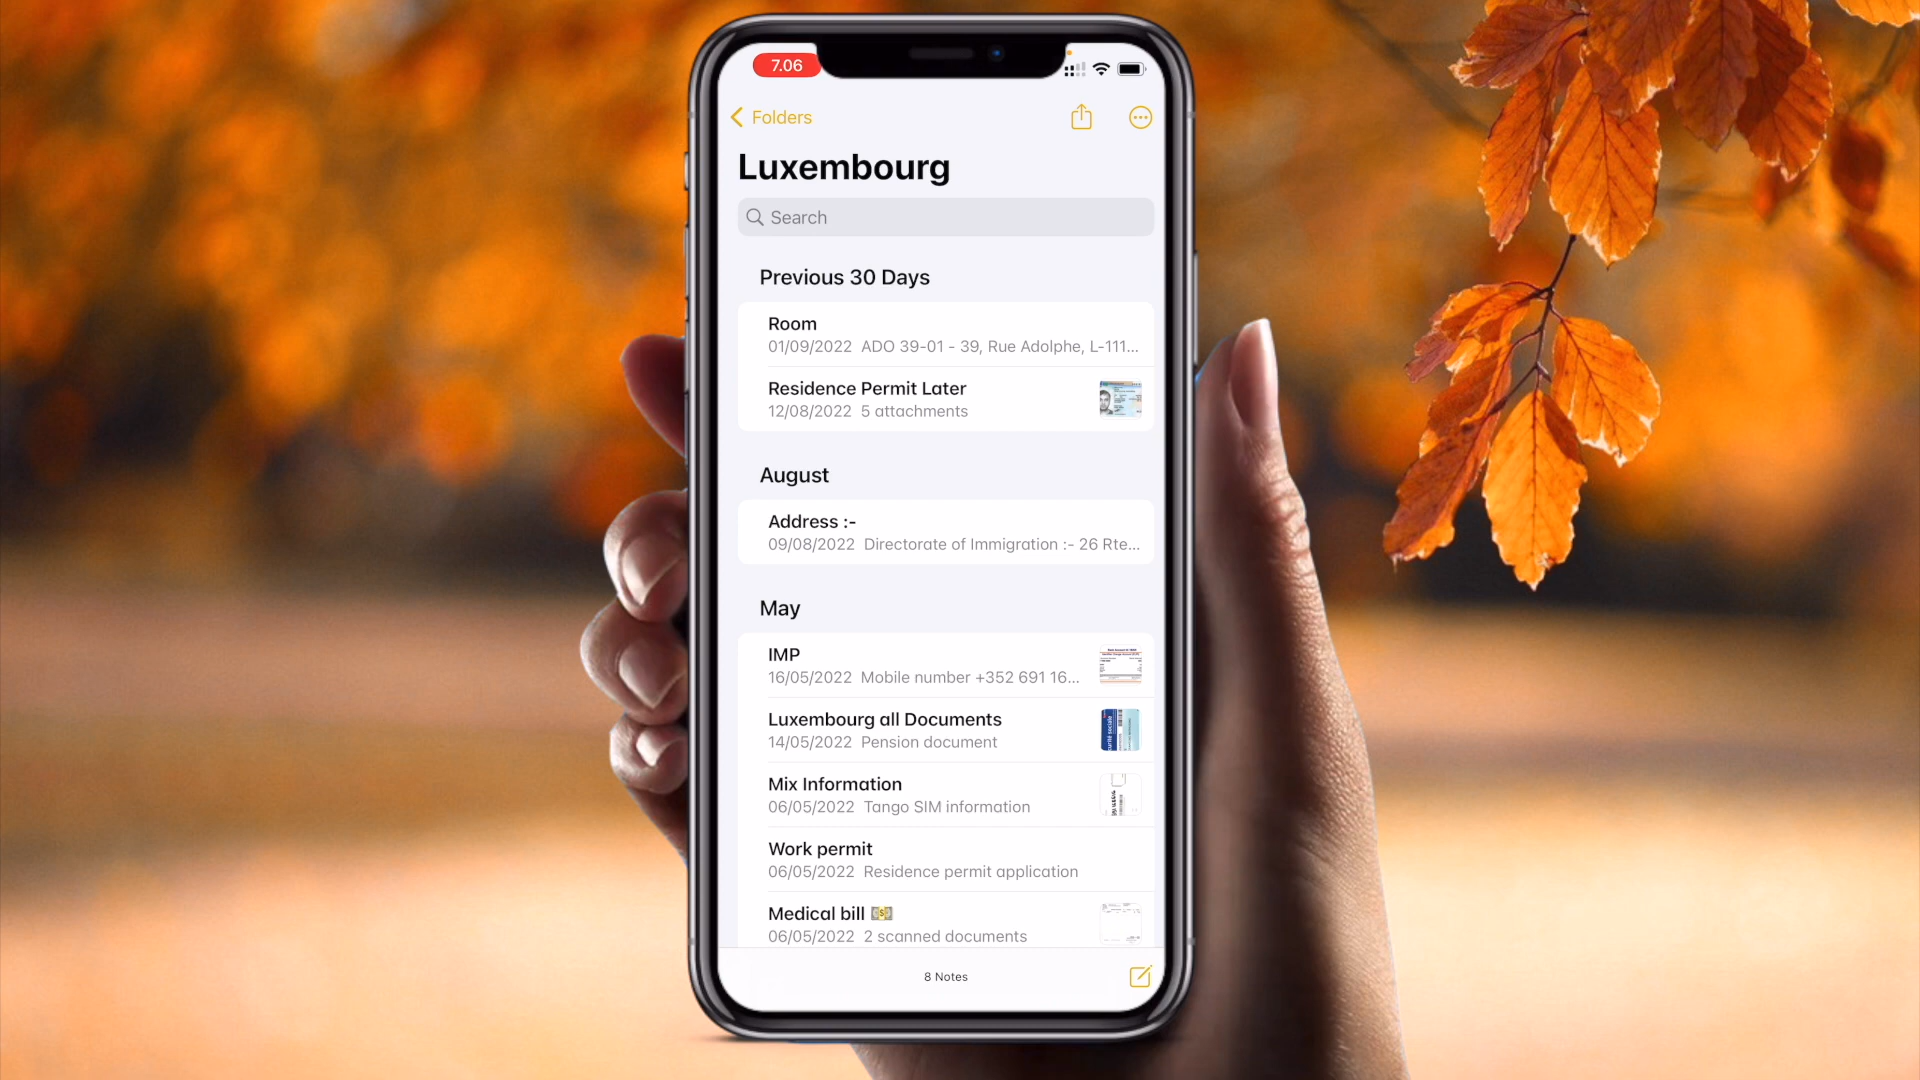 7.06
Folders
Luxembourg
Search
Previous 30 Days
Room
01/09/2022 ADO 39-01 - 39, Rue Adolphe, L-111...
Residence Permit Later
12/08/2022 5 attachments
August
Address :-
09/08/2022 Directorate of Immigration :- 26 Rte...
May
IMP
16/05/2022 Mobile number +352 691 16...
Luxembourg all Documents
14/05/2022 Pension document
Mix Information
06/05/2022 Tango SIM information
Work permit
06/05/2022 Residence permit application
Medical bill 💵
06/05/2022 2 scanned documents
8 Notes